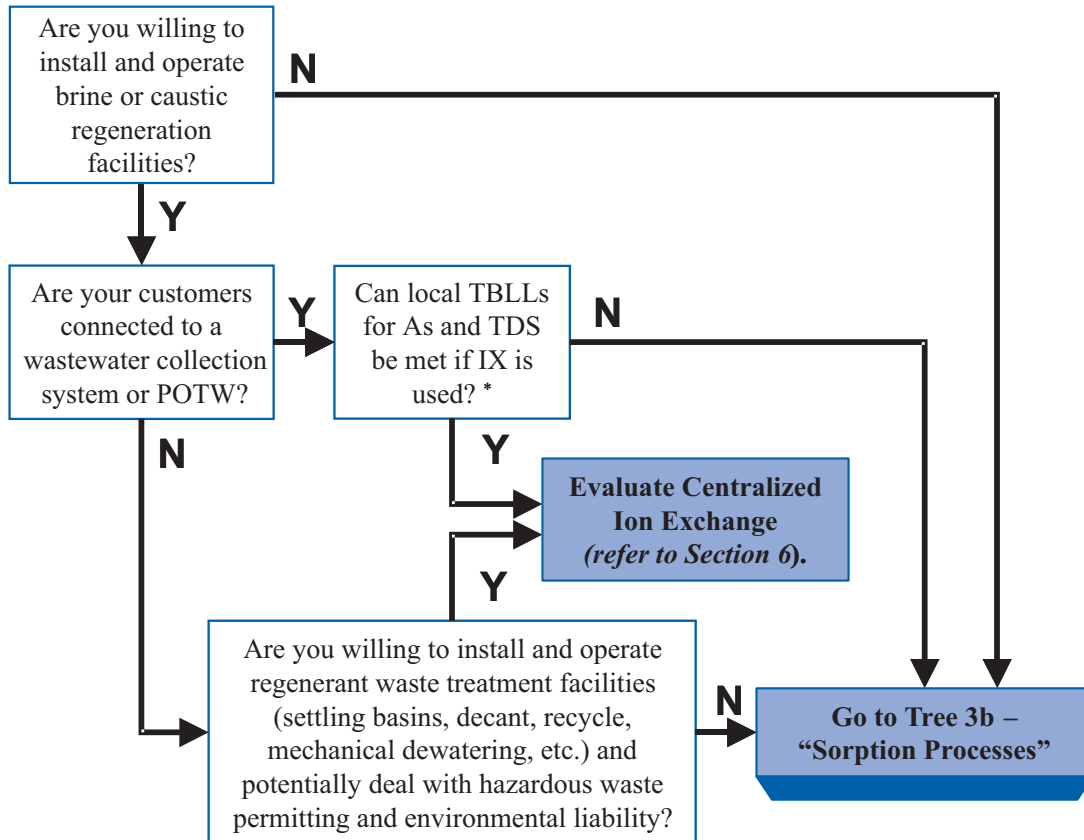 Are you willing to
install and operate
brine or caustic
regeneration
facilities?
N
Y
Are your customers
connected to a
wastewater collection
system or POTW?
Y
Can local TBLLs
for As and TDS
be met if IX is
used? *
N
N
Y
Evaluate Centralized
Ion Exchange
(refer to Section 6).
Y
Are you willing to install and operate
regenerant waste treatment facilities
(settling basins, decant, recycle,
mechanical dewatering, etc.) and
potentially deal with hazardous waste
permitting and environmental liability?
N
Go to Tree 3b –
“Sorption Processes”